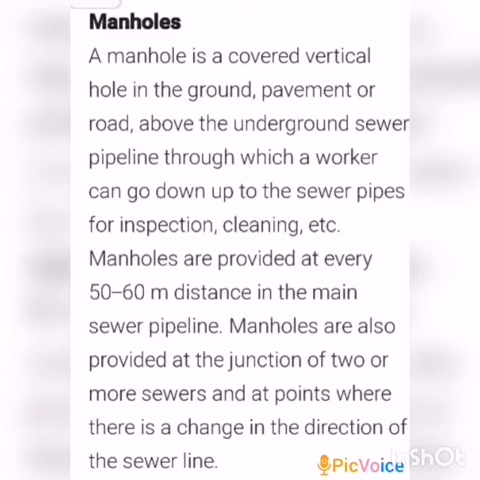 Manholes
A manhole is a covered vertical
hole in the ground, pavement or
road, above the underground sewer
pipeline through which a worker
can go down up to the sewer pipes
for inspection, cleaning, etc.
Manholes are provided at every
50–60 m distance in the main
sewer pipeline. Manholes are also
provided at the junction of two or
more sewers and at points where
there is a change in the direction of
the sewer line.
PicVoice
InShOt